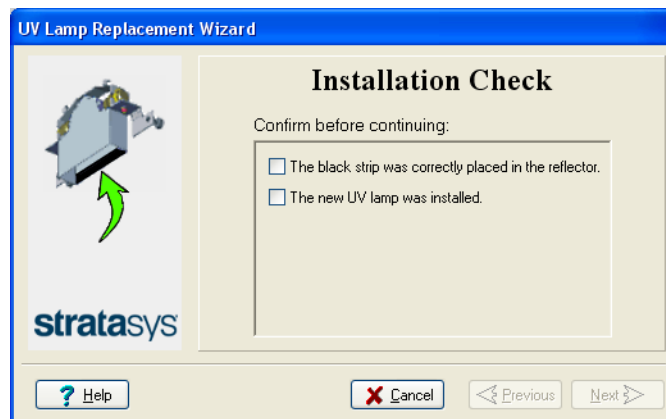 UV Lamp Replacement Wizard
Installation Check
Confirm before continuing:
The black strip was correctly placed in the reflector.
The new UV lamp was installed.
stratasys
? Help
Cancel
Previous
Next